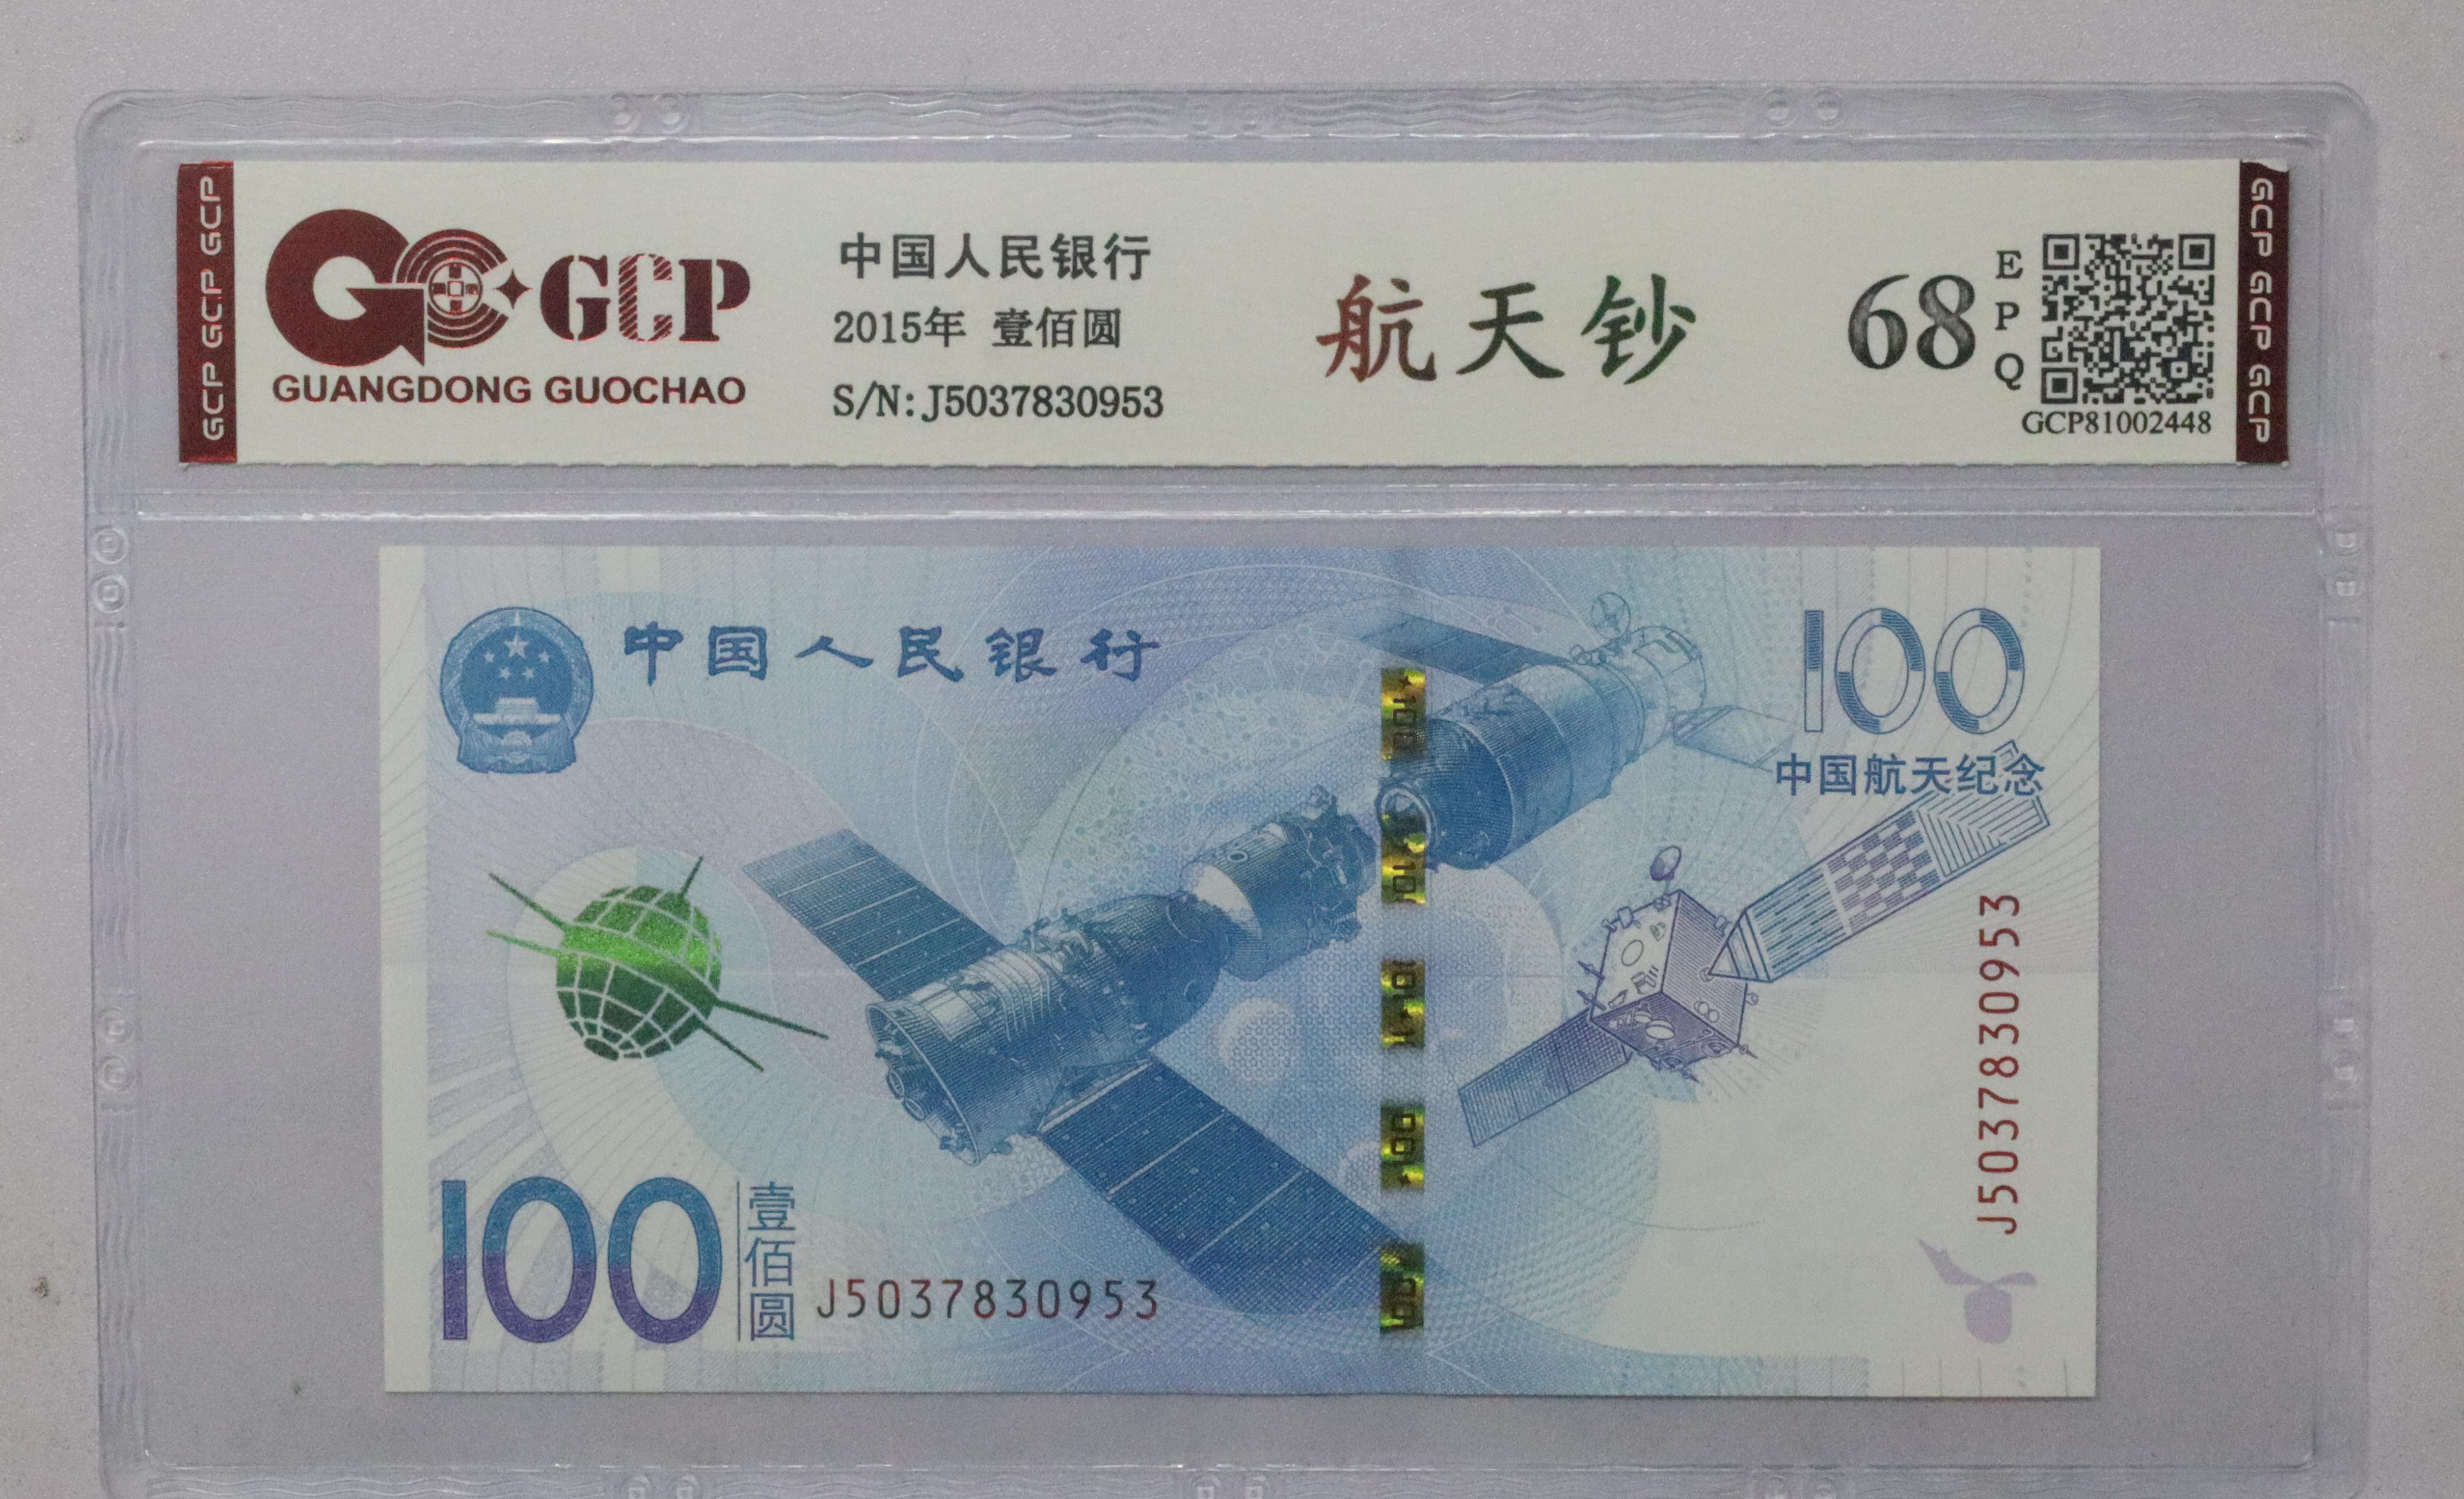 GCP GCP GCP
GCP
GUANGDONG GUOCHAO
中国人民银行
2015年 壹佰圆
S/N:J5037830953
航天钞
68
EPQ
GCP81002448
GCP GCP GCP
中国人民银行
100
中国航天纪念
J5037830953
100
壹佰圆
J5037830953